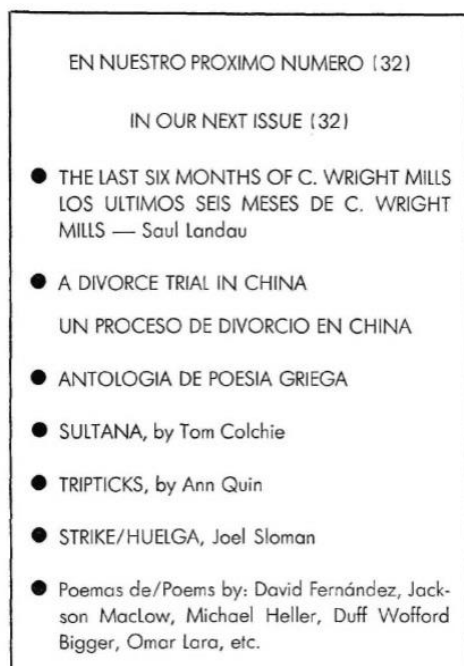 EN NUESTRO PROXIMO NUMERO (32)
IN OUR NEXT ISSUE (32)
● THE LAST SIX MONTHS OF C. WRIGHT MILLS
LOS ULTIMOS SEIS MESES DE C. WRIGHT
MILLS — Saul Landau
● A DIVORCE TRIAL IN CHINA
UN PROCESO DE DIVORCIO EN CHINA
● ANTOLOGIA DE POESIA GRIEGA
● SULTANA, by Tom Colchie
● TRIPTICKS, by Ann Quin
● STRIKE/HUELGA, Joel Sloman
● Poemas de/Poems by: David Fernández, Jack-
son MacLow, Michael Heller, Duff Wofford
Bigger, Omar Lara, etc.